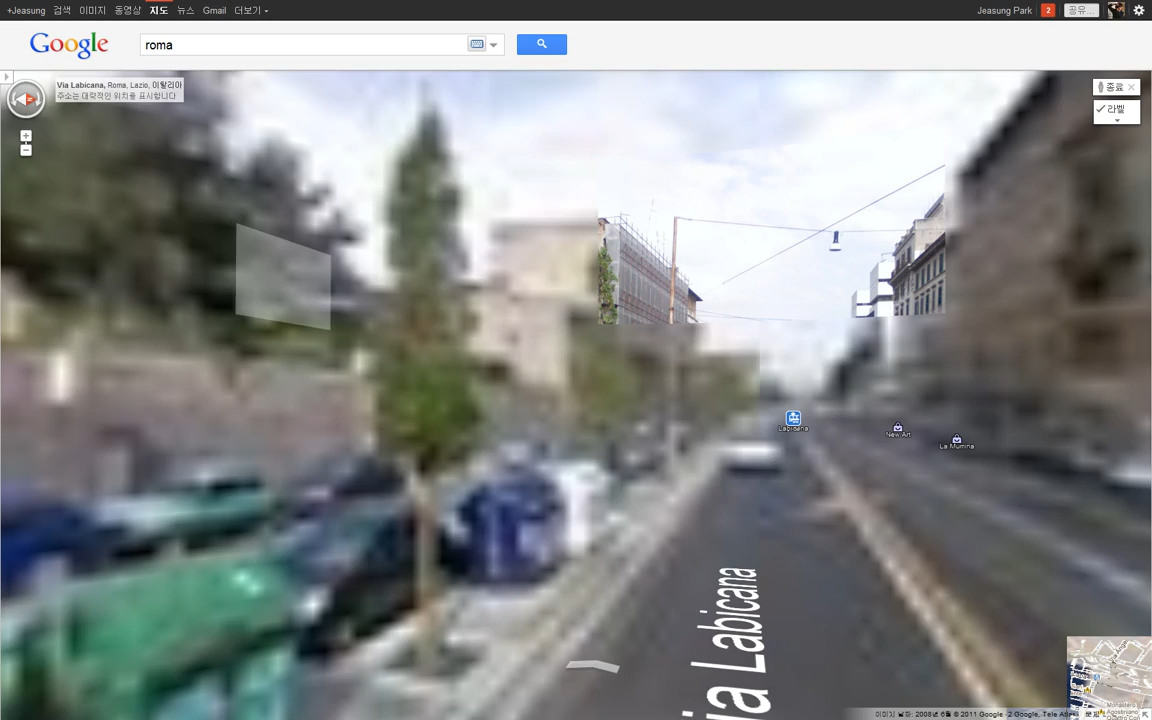 +Jeasung 검색 이미지 동영상 지도 뉴스 Gmail 더보기
Jeasung Park 2 공유...
Google
roma
Via Labicana, Roma, Lazio, 이탈리아
주소는 대략적인 위치를 표시합니다
종료
라벨
Labicana
New Art
La Mumina
Via Labicana
이미지 날짜: 2008년 6월 © 2011 Google